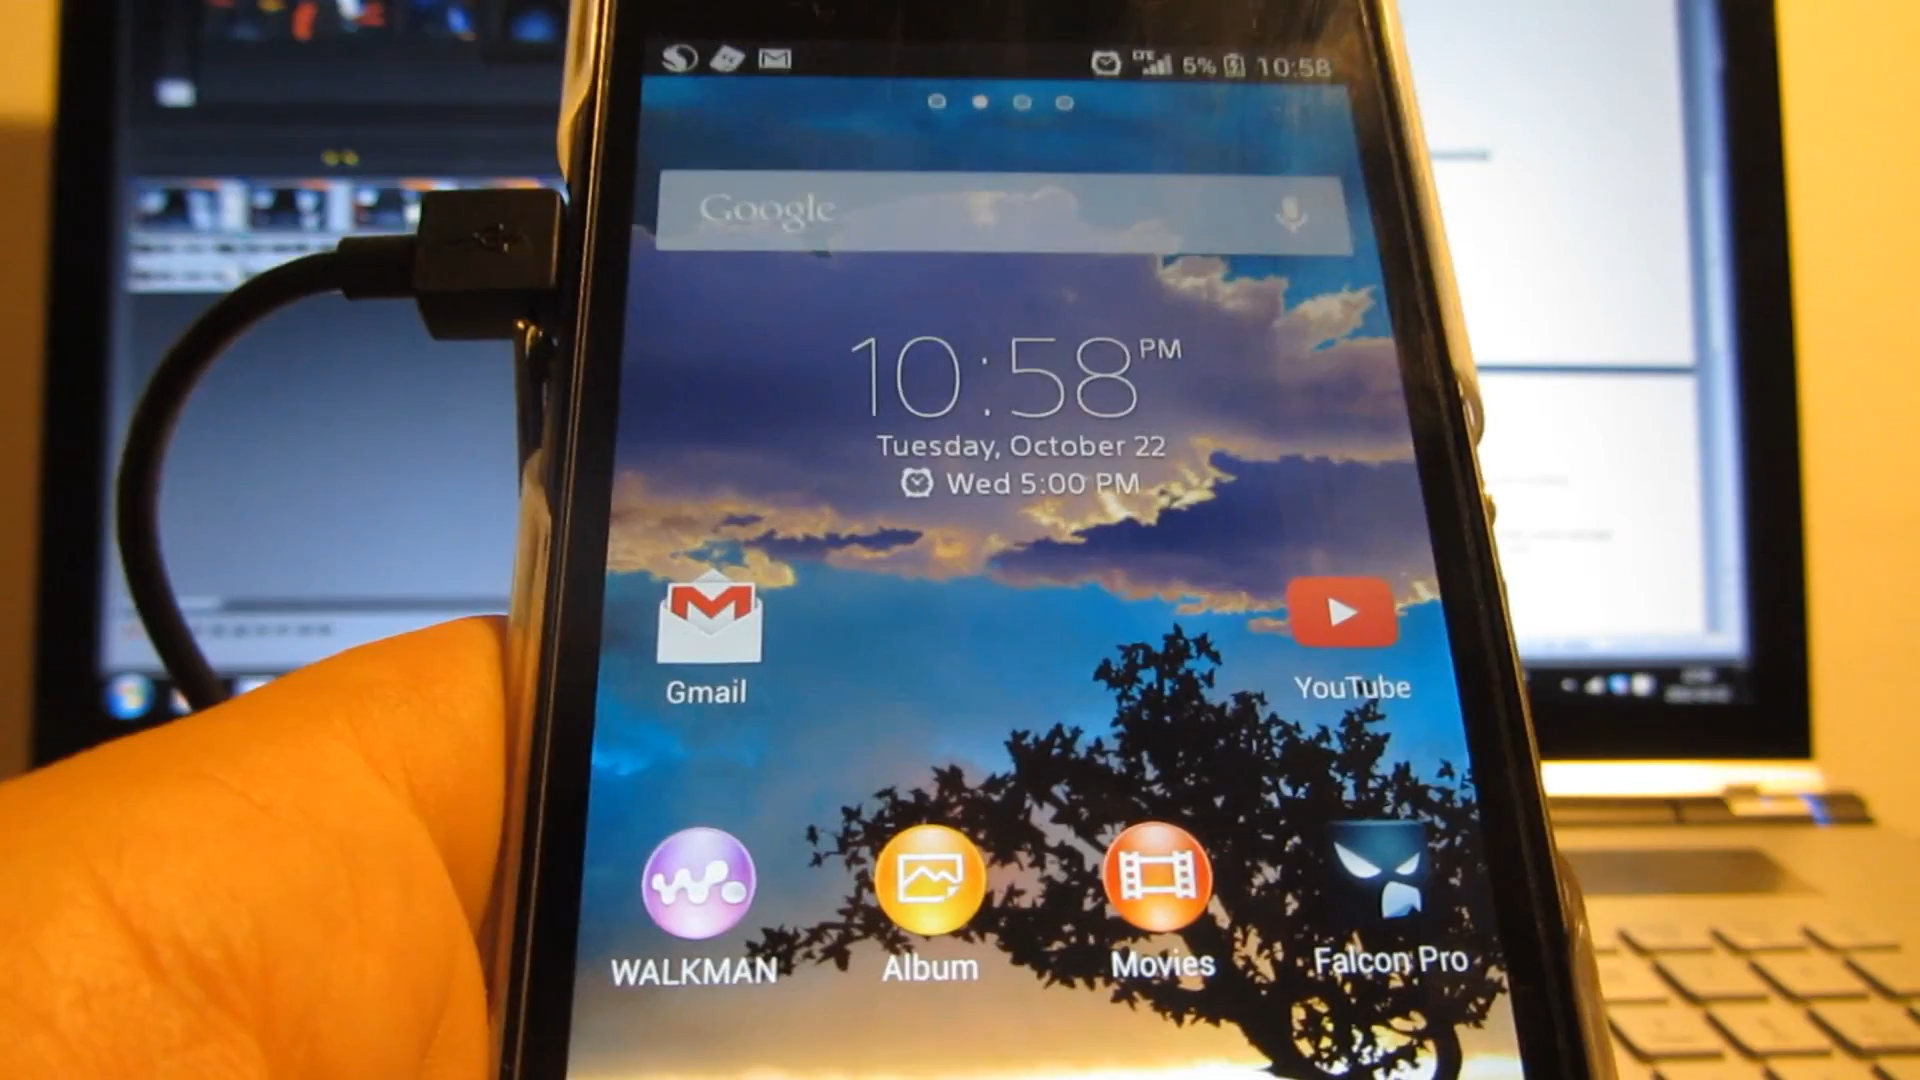 LTE 5% 10:58
Google
10:58 PM
Tuesday, October 22
Wed 5:00 PM
Gmail
YouTube
WALKMAN
Album
Movies
Falcon Pro